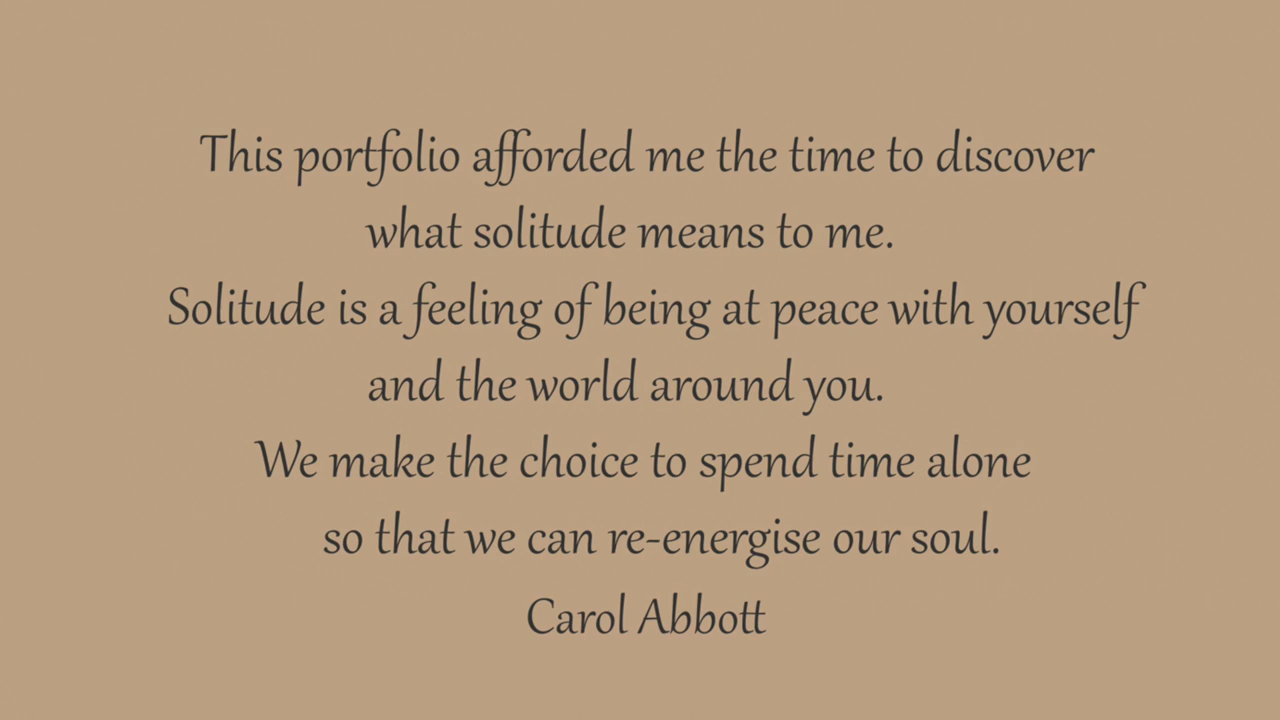 This portfolio afforded me the time to discover
what solitude means to me.
Solitude is a feeling of being at peace with yourself
and the world around you.
We make the choice to spend time alone
so that we can re-energise our soul.
Carol Abbott